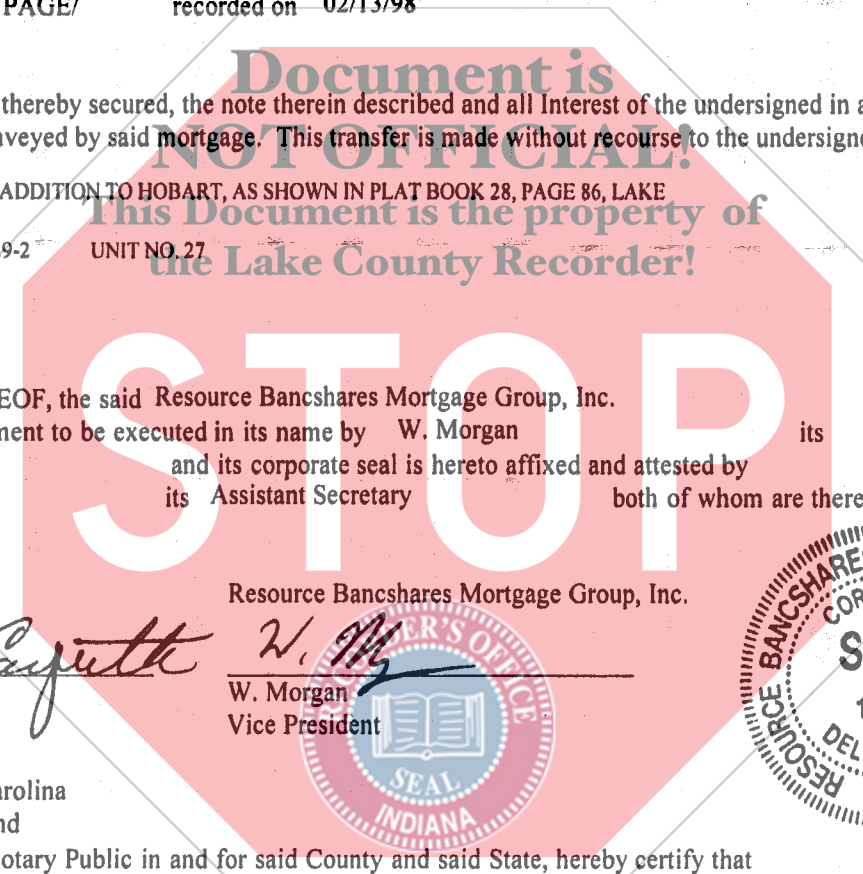 PAGE/ recorded on 02/13/98
Document is
thereby secured, the note therein described and all Interest of the undersigned in a
nveyed by said mortgage. This transfer is made without recourse to the undersigne
NOT OFFICIAL!
ADDITION TO HOBART, AS SHOWN IN PLAT BOOK 28, PAGE 86, LAKE
This Document is the property of
9-2 UNIT NO. 27
the Lake County Recorder!
STOP
EOF, the said Resource Bancshares Mortgage Group, Inc.
ment to be executed in its name by W. Morgan its
and its corporate seal is hereto affixed and attested by
its Assistant Secretary both of whom are there
Resource Bancshares Mortgage Group, Inc.
W. Morgan
Vice President
RESOURCE BANCSHARES
COR
S
DEL
ER'S OFFICE
SEAL
INDIANA
arolina
nd
otary Public in and for said County and said State, hereby certify that